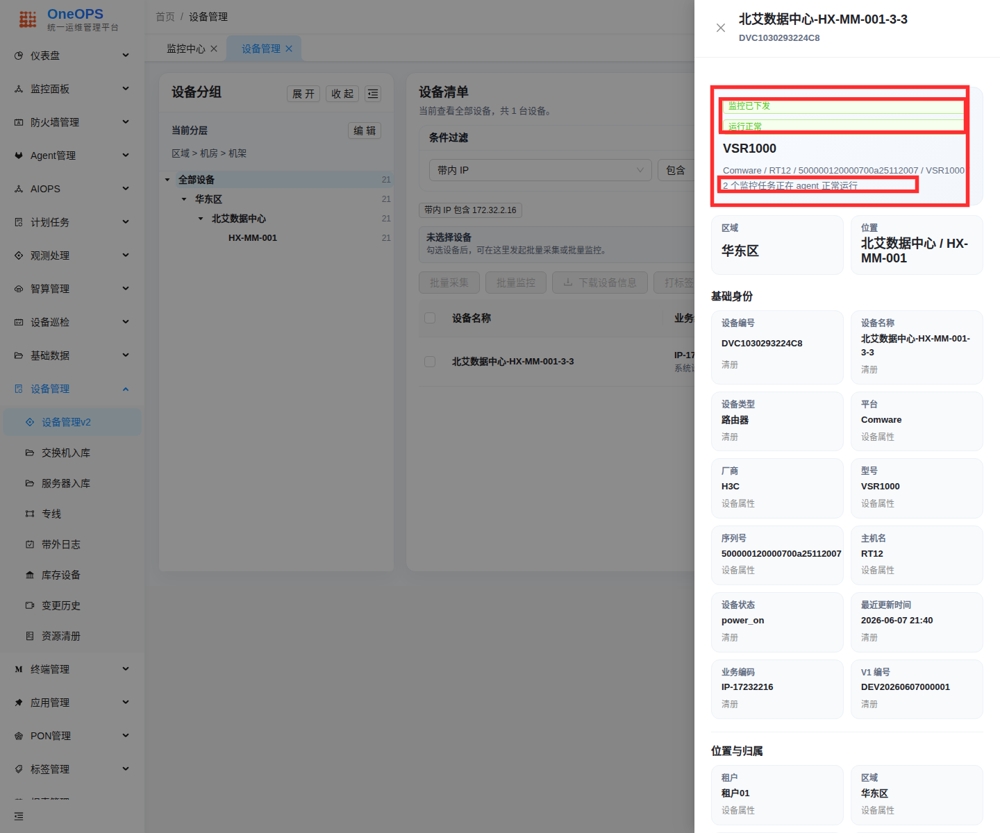 OneOPS
统一运维管理平台
仪表盘
监控面板
防火墙管理
Agent管理
AIOPS
计划任务
观测处理
智算管理
设备巡检
基础数据
设备管理
设备管理v2
交换机入库
服务器入库
专线
带外日志
库存设备
变更历史
资源清册
终端管理
应用管理
PON管理
标签管理
首页 / 设备管理
监控中心
设备管理
设备分组
展 开
收 起
当前分层
编 辑
区域 > 机房 > 机架
全部设备 21
华东区 21
北艾数据中心 21
HX-MM-001 21
设备清单
当前查看全部设备，共 1 台设备。
条件过滤
带内 IP
包含
带内 IP 包含 172.32.2.16
未选择设备
勾选设备后，可在这里发起批量采集或批量监控。
批量采集
批量监控
下载设备信息
打标签
设备名称
业务
北艾数据中心-HX-MM-001-3-3
IP-17
系统
北艾数据中心-HX-MM-001-3-3
DVC1030293224C8
监控已下发
运行正常
VSR1000
Comware / RT12 / 500000120000700a25112007 / VSR1000
2 个监控任务正在 agent 正常运行
区域
华东区
位置
北艾数据中心 / HX-
MM-001
基础身份
设备编号
DVC1030293224C8
清册
设备名称
北艾数据中心-HX-MM-001-
3-3
清册
设备类型
路由器
清册
平台
Comware
设备属性
厂商
H3C
设备属性
型号
VSR1000
设备属性
序列号
500000120000700a25112007
设备属性
主机名
RT12
设备属性
设备状态
power_on
清册
最近更新时间
2026-06-07 21:40
清册
业务编码
IP-17232216
清册
V1 编号
DEV20260607000001
清册
位置与归属
租户
租户01
设备属性
区域
华东区
设备属性